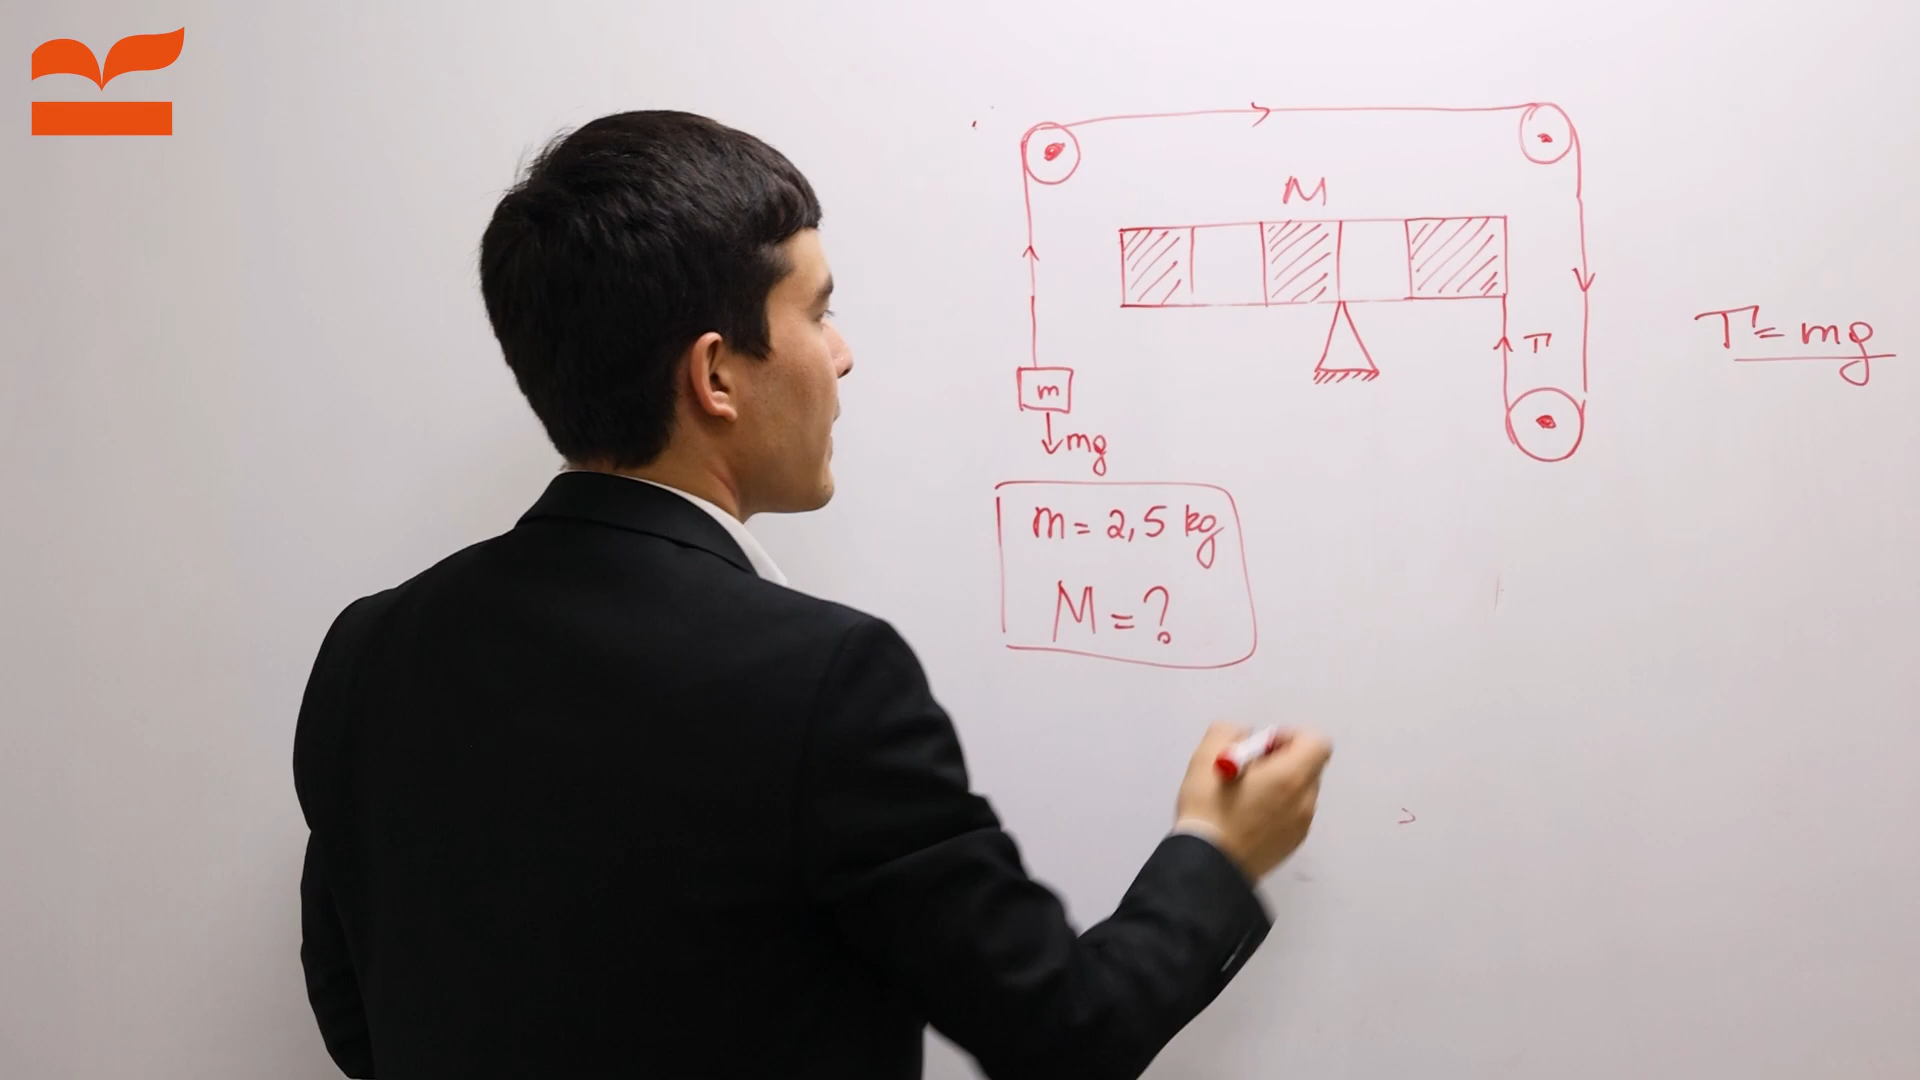 M
T
T = mg
m
mg
m = 2,5 kg
M = ?